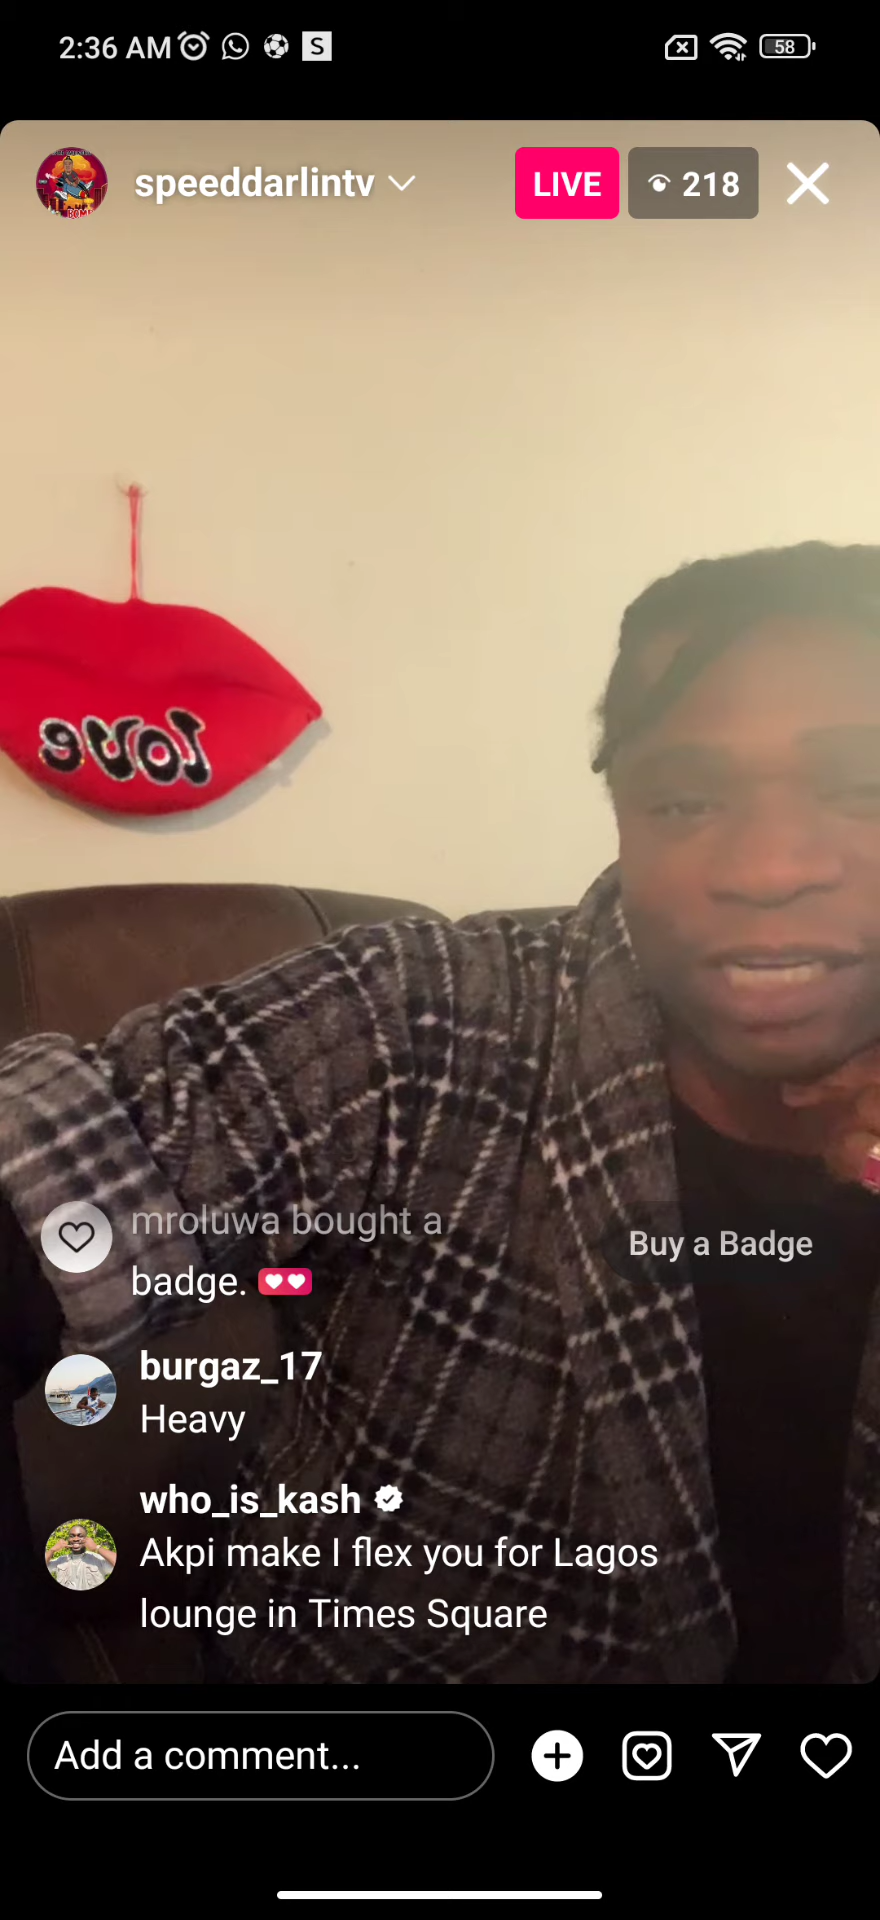 2:36 AM
S
58
speeddarlintv
LIVE
218
love
mroluwa bought a
badge.
Buy a Badge
burgaz_17
Heavy
who_is_kash
Akpi make I flex you for Lagos
lounge in Times Square
Add a comment...